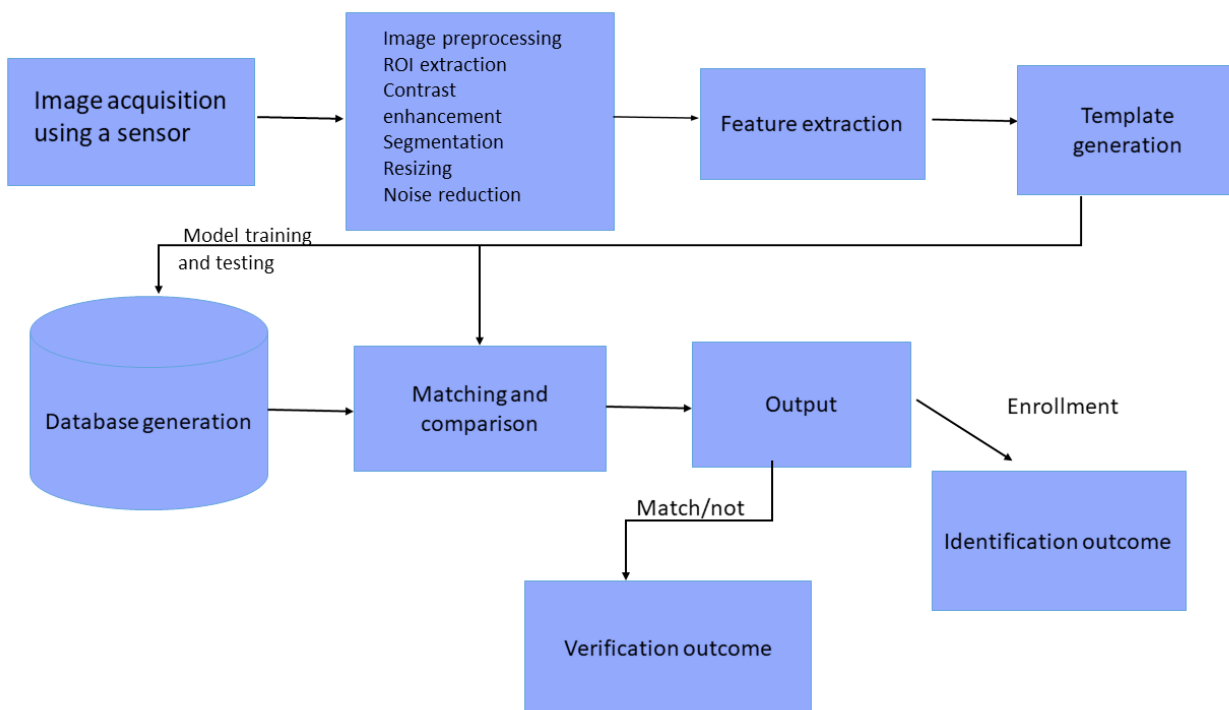 Image acquisition
using a sensor
Image preprocessing
ROI extraction
Contrast
enhancement
Segmentation
Resizing
Noise reduction
Feature extraction
Template
generation
Model training
and testing
Database generation
Matching and
comparison
Output
Enrollment
Match/not
Identification outcome
Verification outcome